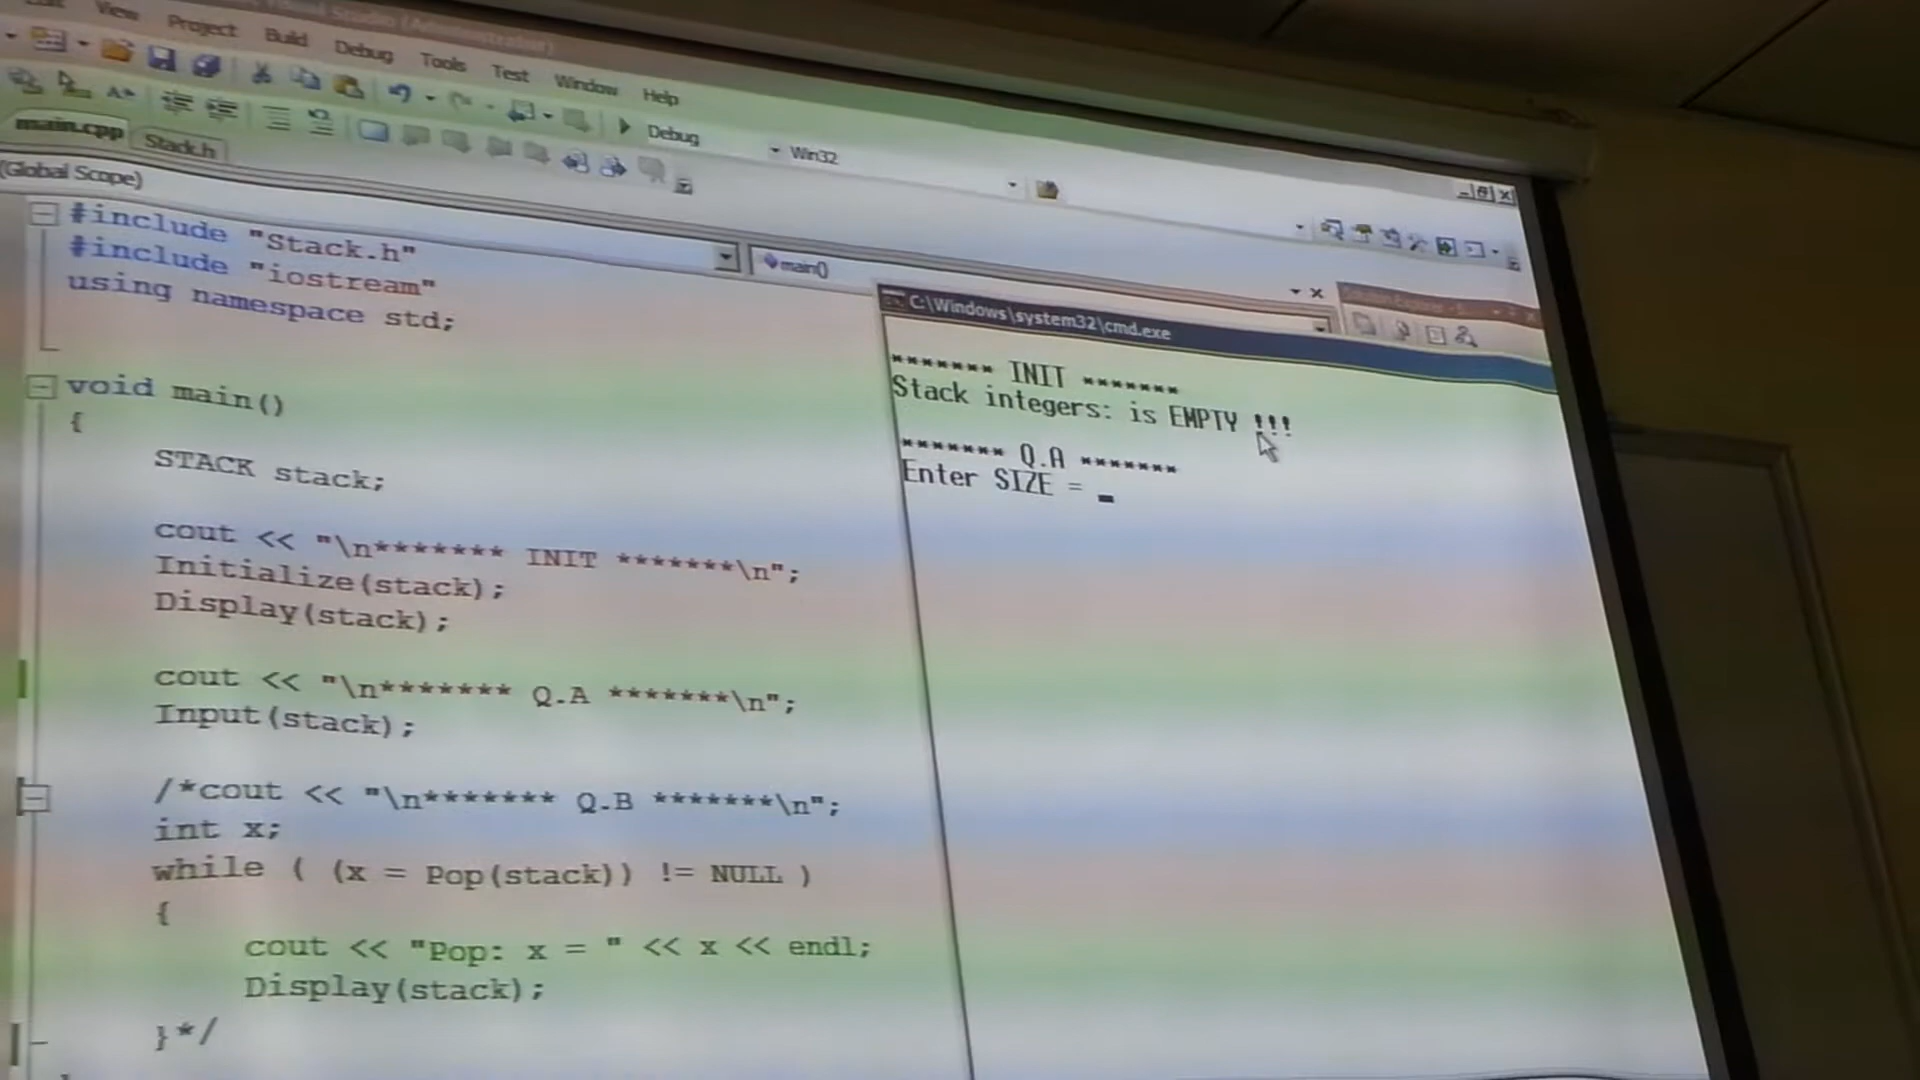 View Project Build Debug Tools Test Window Help
Debug
Win32
main.cpp
Stack.h
(Global Scope)
main()
#include "Stack.h"
#include "iostream"
using namespace std;
void main()
{
STACK stack;
cout << "\n******* INIT *******\n";
Initialize(stack);
Display(stack);
cout << "\n******* Q.A *******\n";
Input(stack);
/*cout << "\n******* Q.B *******\n";
int x;
while ( (x = Pop(stack)) != NULL )
{
cout << "Pop: x = " << x << endl;
Display(stack);
}*/
C:\Windows\system32\cmd.exe
******* INIT *******
Stack integers: is EMPTY !!!
******* Q.A *******
Enter SIZE = _